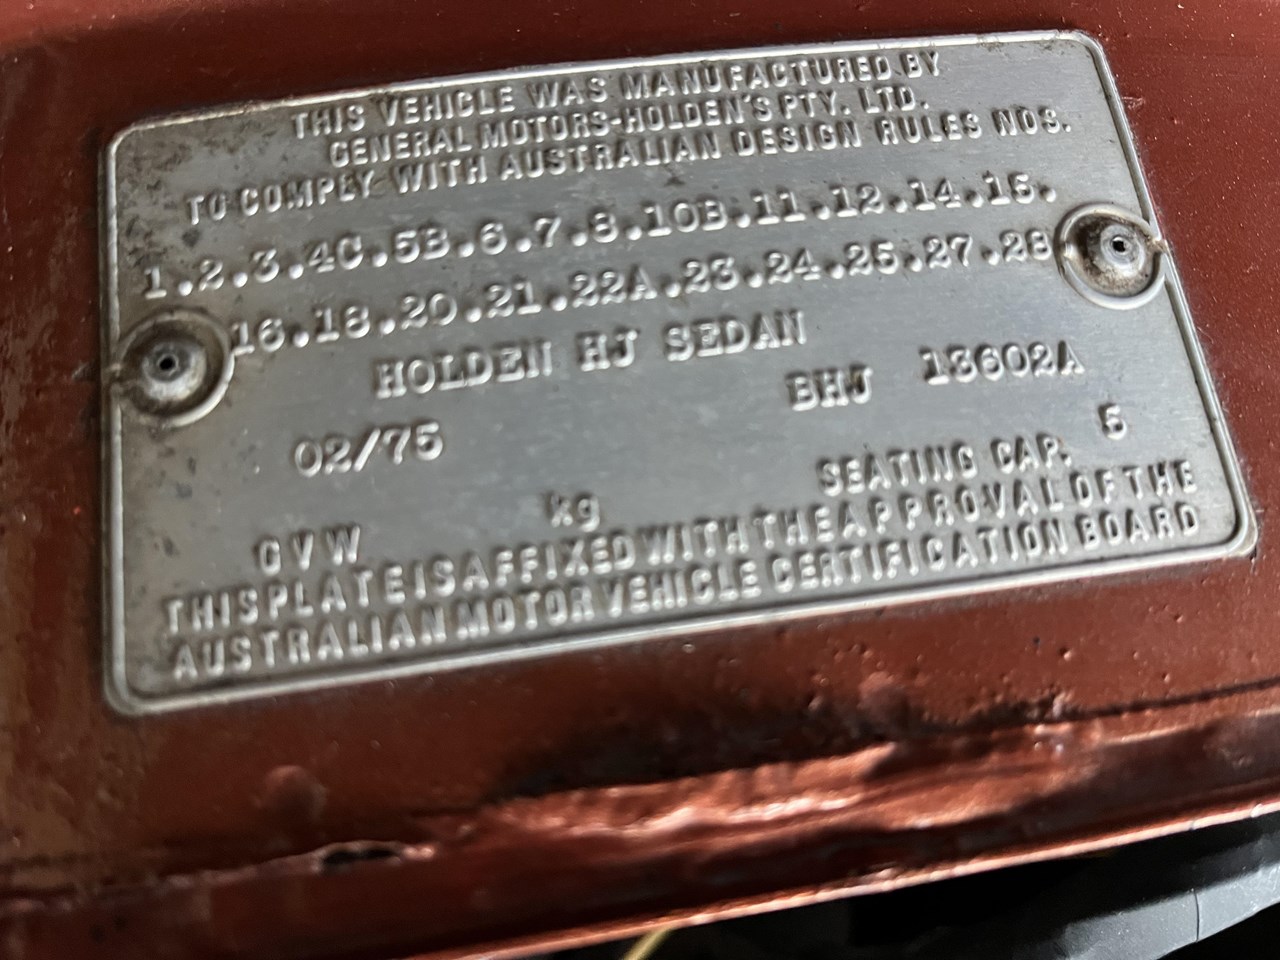 THIS VEHICLE WAS MANUFACTURED BY
GENERAL MOTORS-HOLDEN'S PTY. LTD.
TO COMPLY WITH AUSTRALIAN DESIGN RULES NOS.
1.2.3.4C.5B.6.7.8.10B.11.12.14.15.
16.18.20.21.22A.23.24.25.27.28
HOLDEN HJ SEDAN
02/75 BHJ 13602A
SEATING CAP. 5
GVW kg
THIS PLATE IS AFFIXED WITH THE APPROVAL OF THE
AUSTRALIAN MOTOR VEHICLE CERTIFICATION BOARD